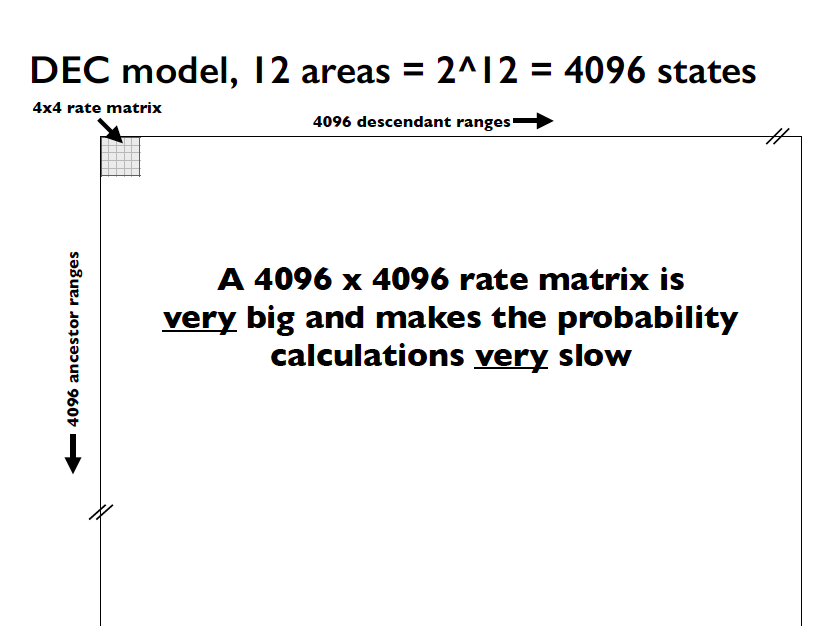 DEC model, 12 areas = 2^12 = 4096 states
4x4 rate matrix
4096 descendant ranges
4096 ancestor ranges
A 4096 x 4096 rate matrix is
very big and makes the probability
calculations very slow